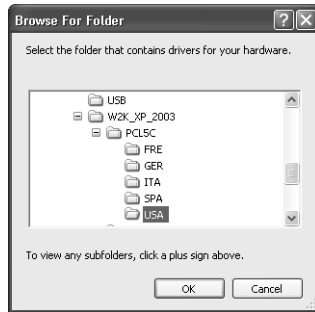 Browse For Folder
Select the folder that contains drivers for your hardware.
USB
W2K_XP_2003
PCL5C
FRE
GER
ITA
SPA
USA
To view any subfolders, click a plus sign above.
OK Cancel